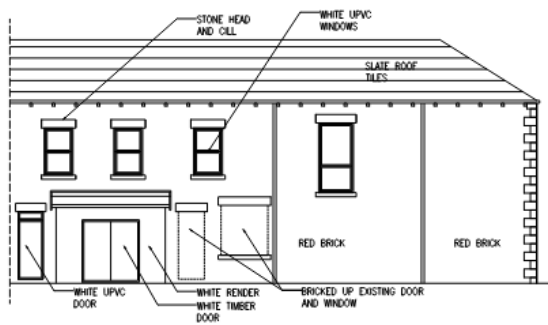 STONE HEAD
AND CILL
WHITE UPVC
WINDOWS
SLATE ROOF
TILES
RED BRICK
RED BRICK
WHITE UPVC
DOOR
WHITE RENDER
WHITE TIMBER
DOOR
BRICKED UP EXISTING DOOR
AND WINDOW